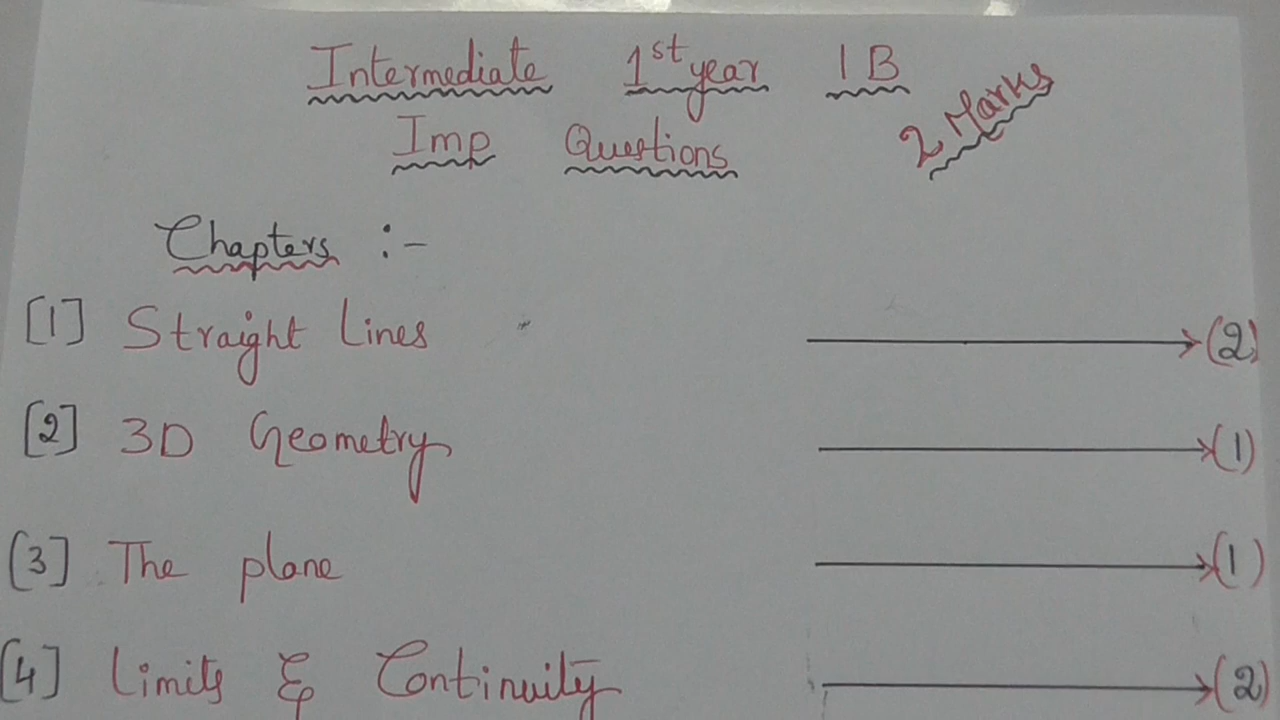 Intermediate 1st year 1B
2 Marks
Imp Questions
Chapters :-
[1] Straight Lines → (2)
[2] 3D Geometry → (1)
[3] The plane → (1)
[4] Limits & Continuity → (2)